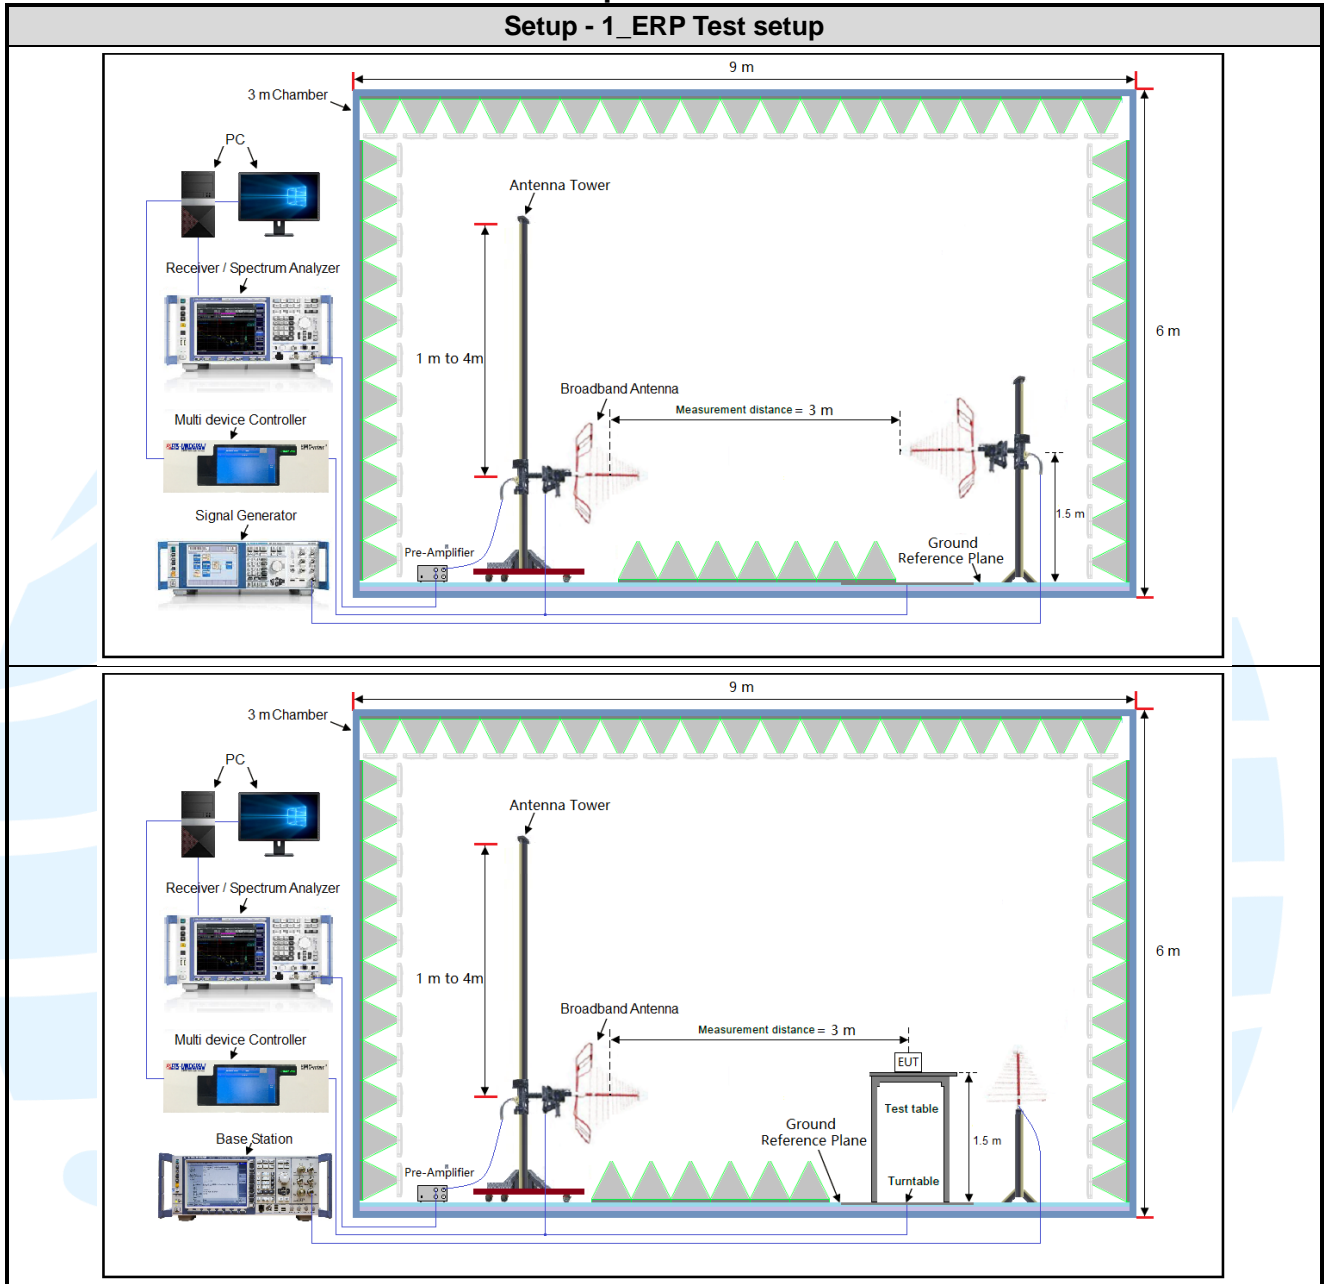 Setup - 1_ERP Test setup
9 m
3 m Chamber
PC
Antenna Tower
Receiver / Spectrum Analyzer
6 m
1 m to 4m
Broadband Antenna
Measurement distance = 3 m
Multi device Controller
1.5 m
Signal Generator
Pre-Amplifier
Ground
Reference Plane
9 m
3 m Chamber
PC
Antenna Tower
Receiver / Spectrum Analyzer
6 m
1 m to 4m
Broadband Antenna
Measurement distance = 3 m
Multi device Controller
EUT
Test table
Ground
Reference Plane
1.5 m
Base Station
Pre-Amplifier
Turntable